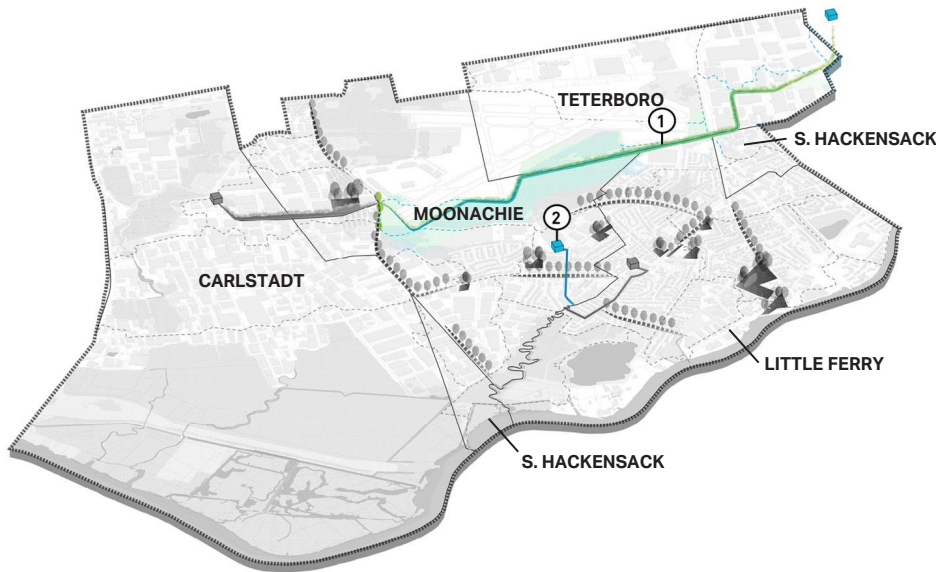 TETERBORO
1
S. HACKENSACK
MOONACHIE
2
CARLSTADT
LITTLE FERRY
S. HACKENSACK